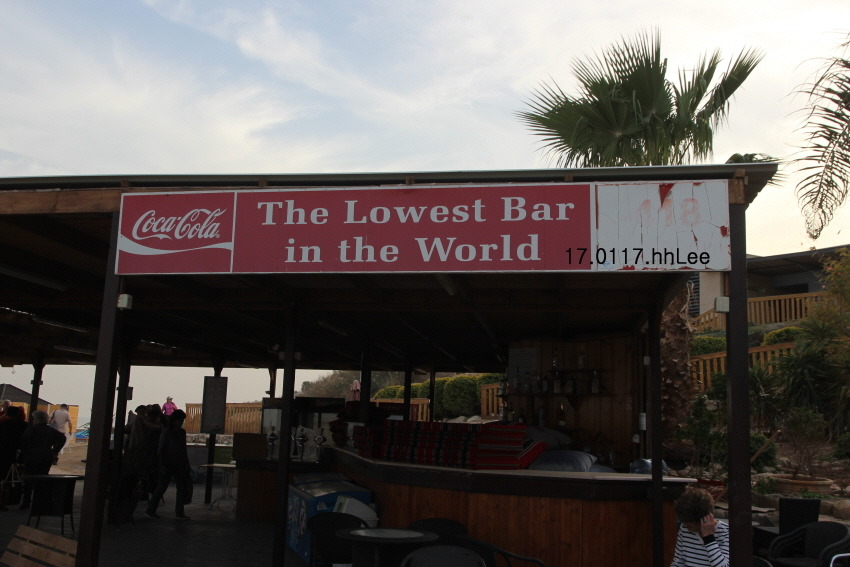 Coca-Cola
The Lowest Bar
in the World
17.0117.hhLee